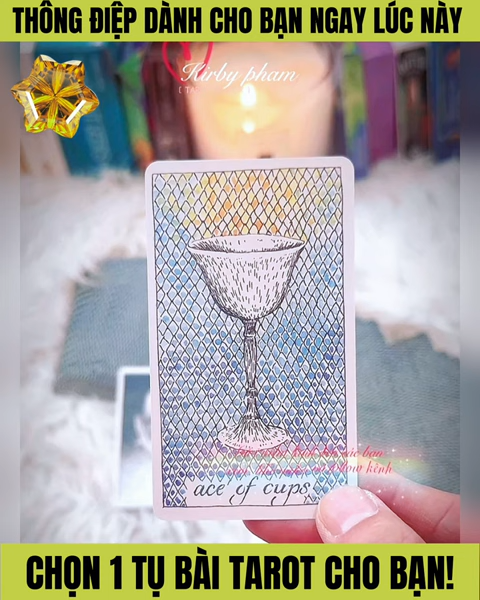 THÔNG ĐIỆP DÀNH CHO BẠN NGAY LÚC NÀY
Kirby pham
ace of cups
CHỌN 1 TỤ BÀI TAROT CHO BẠN!